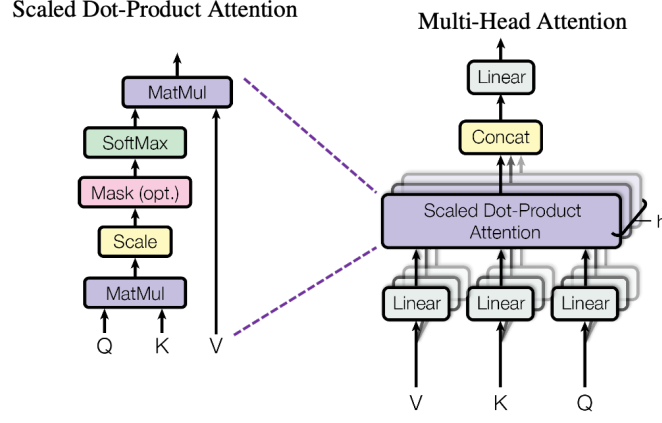 Scaled Dot-Product Attention
MatMul
SoftMax
Mask (opt.)
Scale
MatMul
Q K V
Multi-Head Attention
Linear
Concat
Scaled Dot-Product
Attention
h
Linear Linear Linear
V K Q